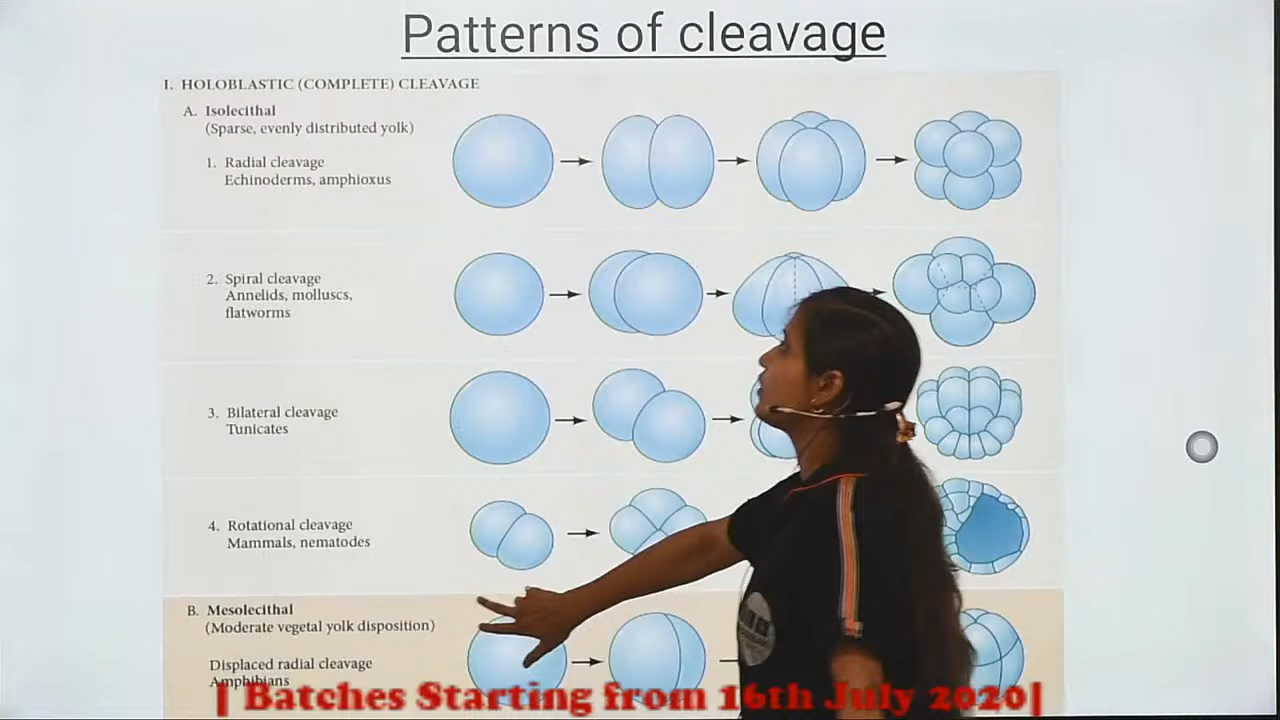 Patterns of cleavage
I. HOLOBLASTIC (COMPLETE) CLEAVAGE
A. Isolecithal
(Sparse, evenly distributed yolk)
1. Radial cleavage
Echinoderms, amphioxus
2. Spiral cleavage
Annelids, molluscs,
flatworms
3. Bilateral cleavage
Tunicates
4. Rotational cleavage
Mammals, nematodes
B. Mesolecithal
(Moderate vegetal yolk disposition)
Displaced radial cleavage
Amphibians
| Batches Starting from 16th July 2020|